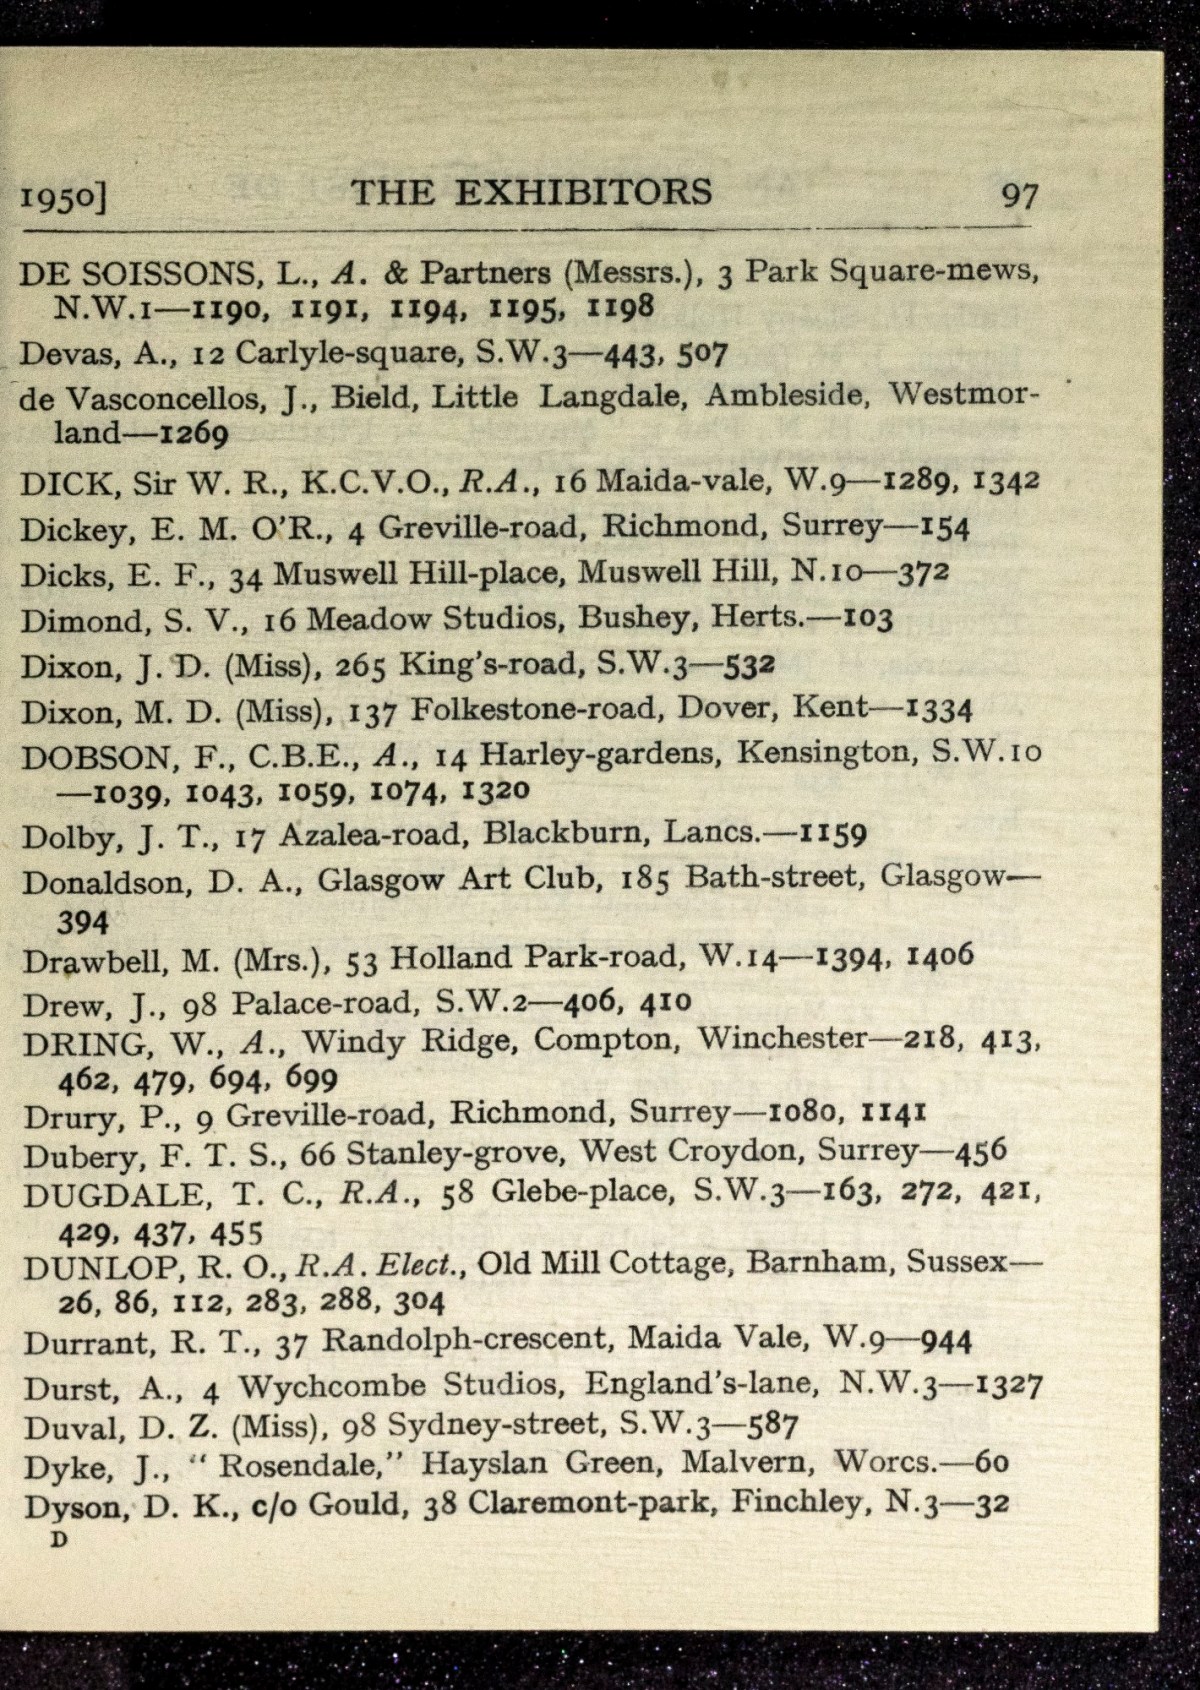 1950] THE EXHIBITORS 97
DE SOISSONS, L., A. & Partners (Messrs.), 3 Park Square-mews,
N.W.1—1190, 1191, 1194, 1195, 1198
Devas, A., 12 Carlyle-square, S.W.3—443, 507
de Vasconcellos, J., Bield, Little Langdale, Ambleside, Westmor-
land—1269
DICK, Sir W. R., K.C.V.O., R.A., 16 Maida-vale, W.9—1289, 1342
Dickey, E. M. O'R., 4 Greville-road, Richmond, Surrey—154
Dicks, E. F., 34 Muswell Hill-place, Muswell Hill, N.10—372
Dimond, S. V., 16 Meadow Studios, Bushey, Herts.—103
Dixon, J. D. (Miss), 265 King's-road, S.W.3—532
Dixon, M. D. (Miss), 137 Folkestone-road, Dover, Kent—1334
DOBSON, F., C.B.E., A., 14 Harley-gardens, Kensington, S.W.10
—1039, 1043, 1059, 1074, 1320
Dolby, J. T., 17 Azalea-road, Blackburn, Lancs.—1159
Donaldson, D. A., Glasgow Art Club, 185 Bath-street, Glasgow—
394
Drawbell, M. (Mrs.), 53 Holland Park-road, W.14—1394, 1406
Drew, J., 98 Palace-road, S.W.2—406, 410
DRING, W., A., Windy Ridge, Compton, Winchester—218, 413,
462, 479, 694, 699
Drury, P., 9 Greville-road, Richmond, Surrey—1080, 1141
Dubery, F. T. S., 66 Stanley-grove, West Croydon, Surrey—456
DUGDALE, T. C., R.A., 58 Glebe-place, S.W.3—163, 272, 421,
429, 437, 455
DUNLOP, R. O., R.A. Elect., Old Mill Cottage, Barnham, Sussex—
26, 86, 112, 283, 288, 304
Durrant, R. T., 37 Randolph-crescent, Maida Vale, W.9—944
Durst, A., 4 Wychcombe Studios, England's-lane, N.W.3—1327
Duval, D. Z. (Miss), 98 Sydney-street, S.W.3—587
Dyke, J., "Rosendale," Hayslan Green, Malvern, Worcs.—60
Dyson, D. K., c/o Gould, 38 Claremont-park, Finchley, N.3—32
D